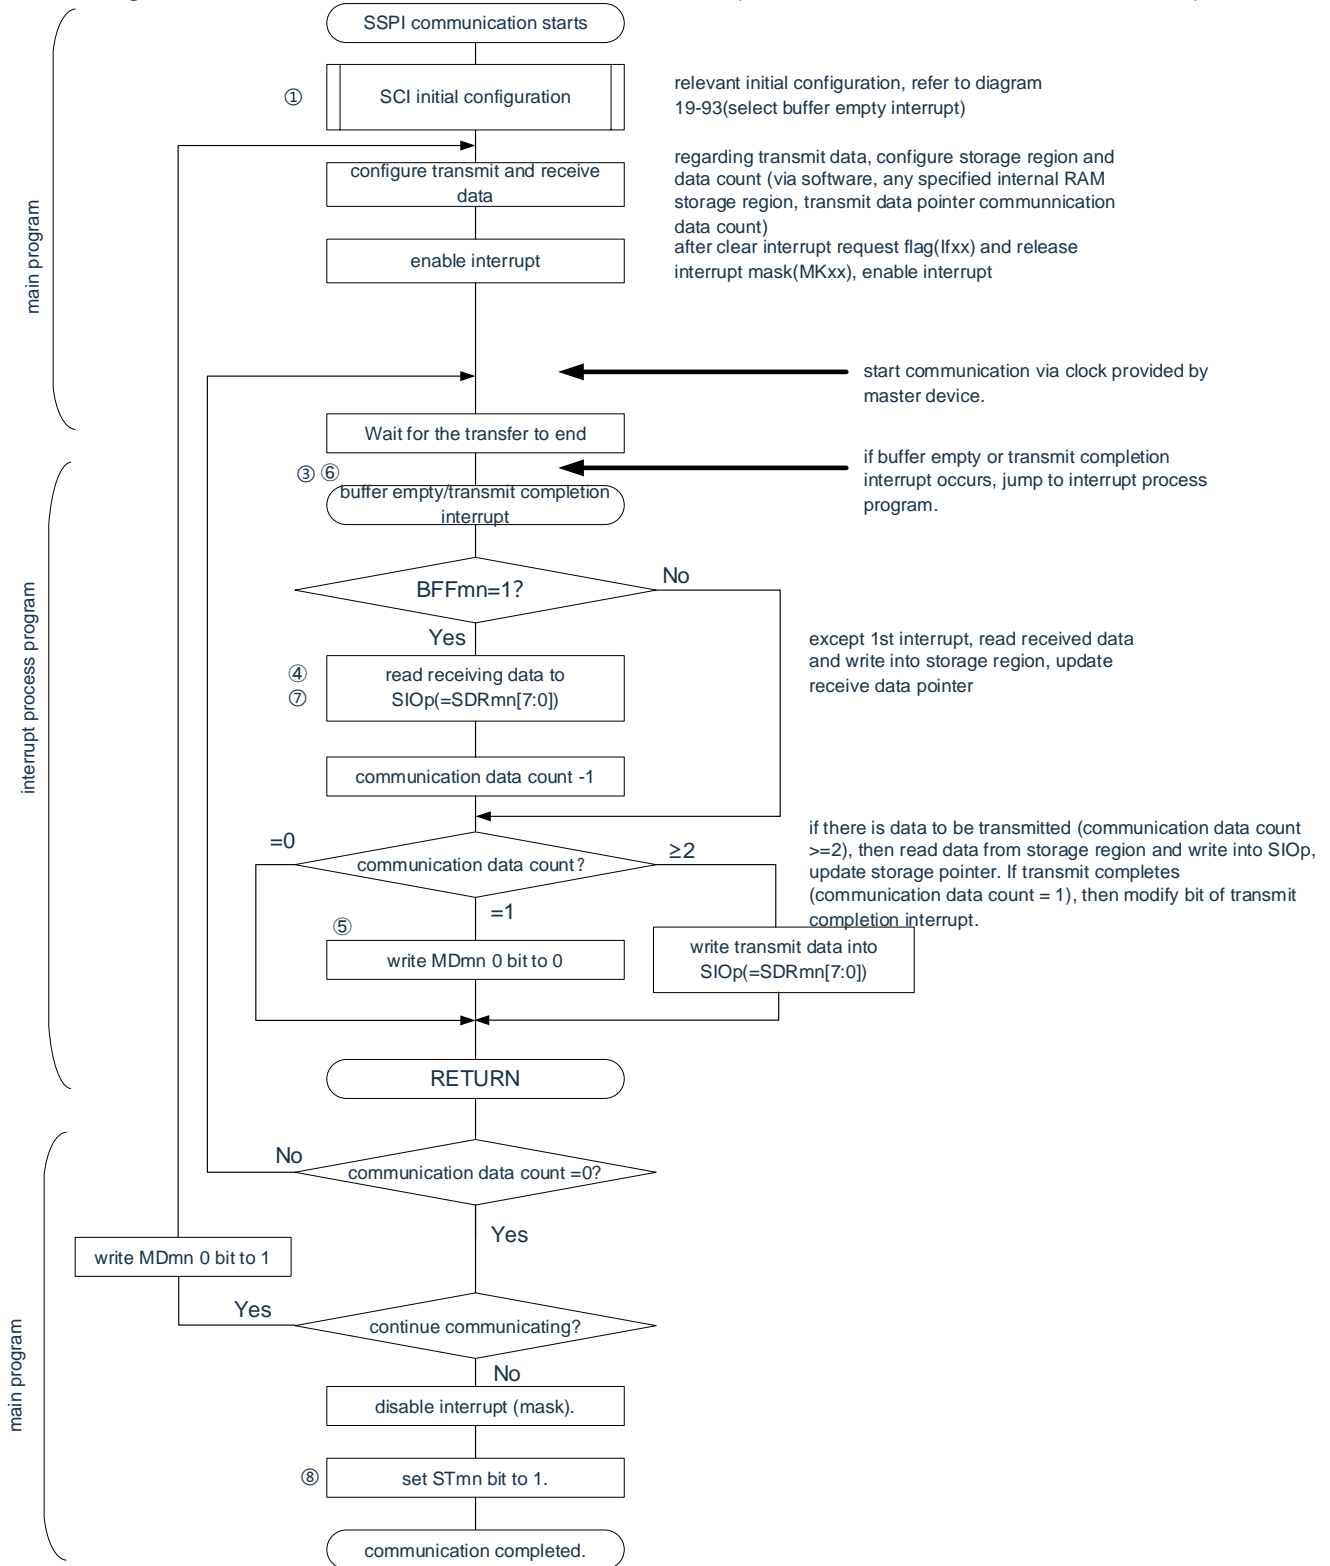 SSPI communication starts
①
SCI initial configuration
relevant initial configuration, refer to diagram
19-93(select buffer empty interrupt)
configure transmit and receive
data
regarding transmit data, configure storage region and
data count (via software, any specified internal RAM
storage region, transmit data pointer communnication
data count)
enable interrupt
after clear interrupt request flag(Ifxx) and release
interrupt mask(MKxx), enable interrupt
main program
start communication via clock provided by
master device.
Wait for the transfer to end
③ ⑥
if buffer empty or transmit completion
interrupt occurs, jump to interrupt process
program.
buffer empty/transmit completion
interrupt
BFFmn=1?
No
Yes
interrupt process program
④
⑦
read receiving data to
SIOp(=SDRmn[7:0])
except 1st interrupt, read received data
and write into storage region, update
receive data pointer
communication data count -1
=0
communication data count?
≥2
=1
if there is data to be transmitted (communication data count
>=2), then read data from storage region and write into SIOp,
update storage pointer. If transmit completes
(communication data count = 1), then modify bit of transmit
completion interrupt.
⑤
write MDmn 0 bit to 0
write transmit data into
SIOp(=SDRmn[7:0])
RETURN
No
communication data count =0?
Yes
write MDmn 0 bit to 1
Yes
continue communicating?
No
main program
disable interrupt (mask).
⑧
set STmn bit to 1.
communication completed.